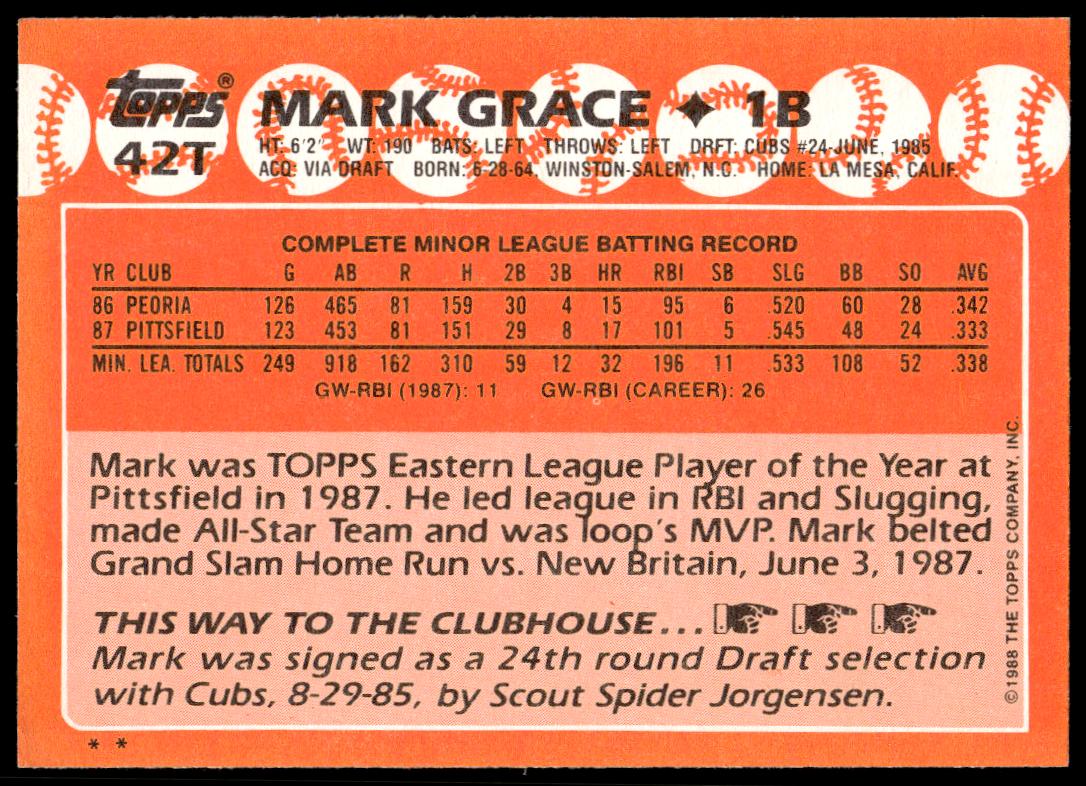 Topps® MARK GRACE ✦ 1B
42T
HT: 6'2" WT: 190 BATS: LEFT THROWS: LEFT DRFT: CUBS #24-JUNE, 1985
ACQ: VIA DRAFT BORN: 6-28-64, WINSTON-SALEM, N.C. HOME: LA MESA, CALIF.
COMPLETE MINOR LEAGUE BATTING RECORD
YR CLUB G AB R H 2B 3B HR RBI SB SLG BB SO AVG
86 PEORIA 126 465 81 159 30 4 15 95 6 .520 60 28 .342
87 PITTSFIELD 123 453 81 151 29 8 17 101 5 .545 48 24 .333
MIN. LEA. TOTALS 249 918 162 310 59 12 32 196 11 .533 108 52 .338
GW-RBI (1987): 11 GW-RBI (CAREER): 26
Mark was TOPPS Eastern League Player of the Year at
Pittsfield in 1987. He led league in RBI and Slugging,
made All-Star Team and was loop's MVP. Mark belted
Grand Slam Home Run vs. New Britain, June 3, 1987.
THIS WAY TO THE CLUBHOUSE...
Mark was signed as a 24th round Draft selection
with Cubs, 8-29-85, by Scout Spider Jorgensen.
©1988 THE TOPPS COMPANY, INC.
* *